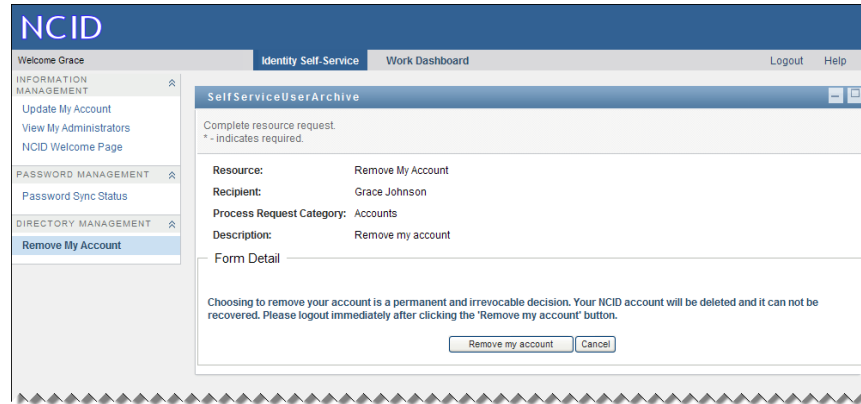 NCID
Welcome Grace
Identity Self-Service
Work Dashboard
Logout
Help
INFORMATION
MANAGEMENT
Update My Account
View My Administrators
NCID Welcome Page
PASSWORD MANAGEMENT
Password Sync Status
DIRECTORY MANAGEMENT
Remove My Account
SelfServiceUserArchive
Complete resource request.
* - indicates required.
Resource: Remove My Account
Recipient: Grace Johnson
Process Request Category: Accounts
Description: Remove my account
Form Detail
Choosing to remove your account is a permanent and irrevocable decision. Your NCID account will be deleted and it can not be
recovered. Please logout immediately after clicking the 'Remove my account' button.
Remove my account
Cancel